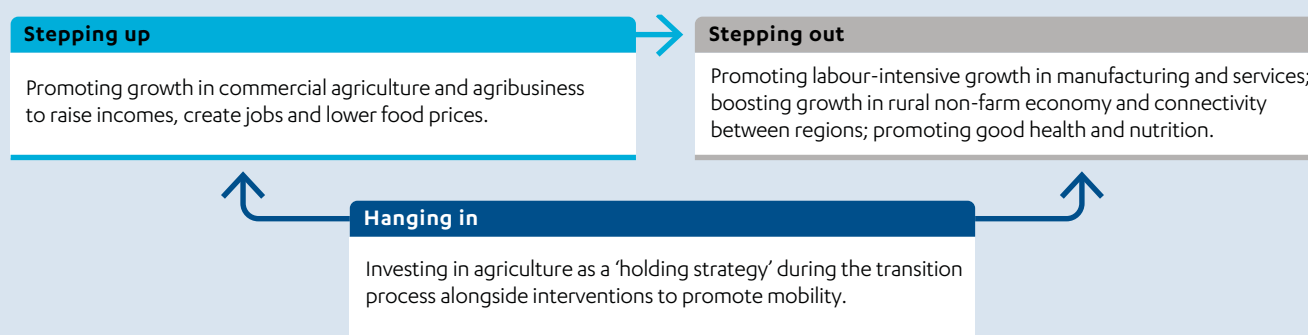 Stepping up
Promoting growth in commercial agriculture and agribusiness
to raise incomes, create jobs and lower food prices.
Stepping out
Promoting labour-intensive growth in manufacturing and services;
boosting growth in rural non-farm economy and connectivity
between regions; promoting good health and nutrition.
Hanging in
Investing in agriculture as a ‘holding strategy’ during the transition
process alongside interventions to promote mobility.